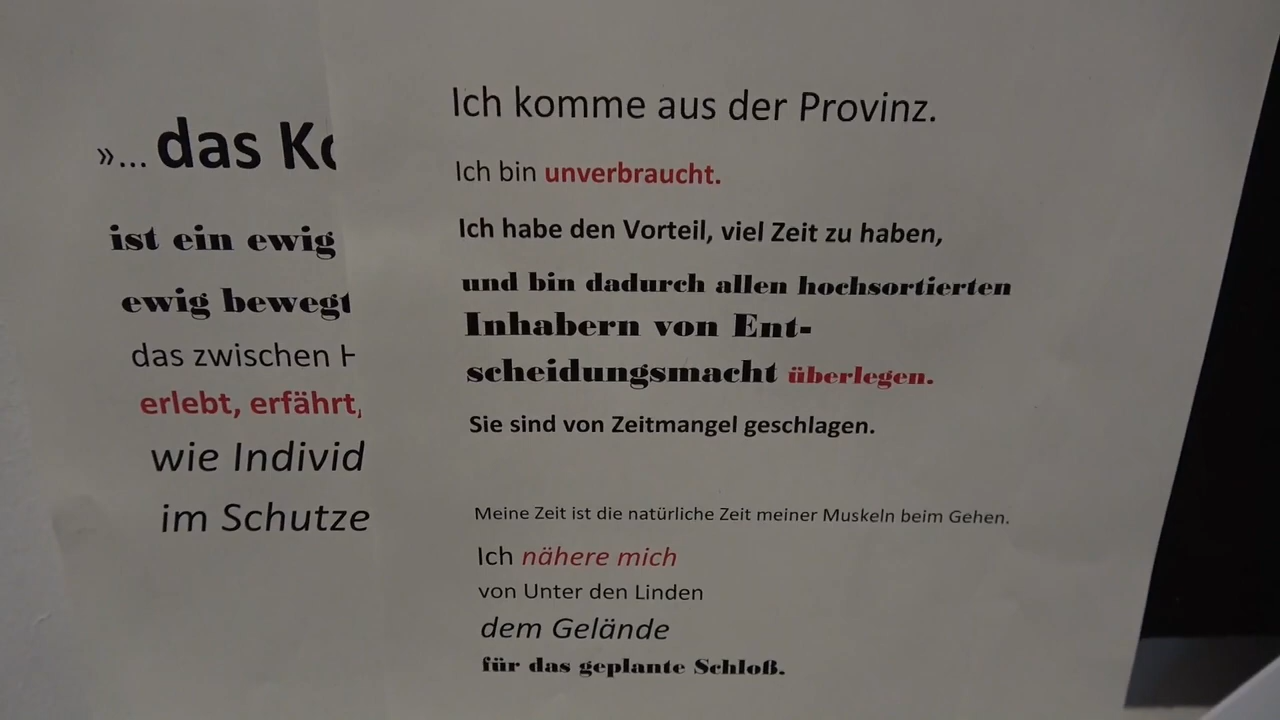 »... das
ist ein ewig
ewig bewegt
das zwischen
erlebt, erfährt,
wie Individ
im Schutze
Ich komme aus der Provinz.
Ich bin unverbraucht.
Ich habe den Vorteil, viel Zeit zu haben,
und bin dadurch allen hochsortierten
Inhabern von Ent-
scheidungsmacht überlegen.
Sie sind von Zeitmangel geschlagen.
Meine Zeit ist die natürliche Zeit meiner Muskeln beim Gehen.
Ich nähere mich
von Unter den Linden
dem Gelände
für das geplante Schloß.